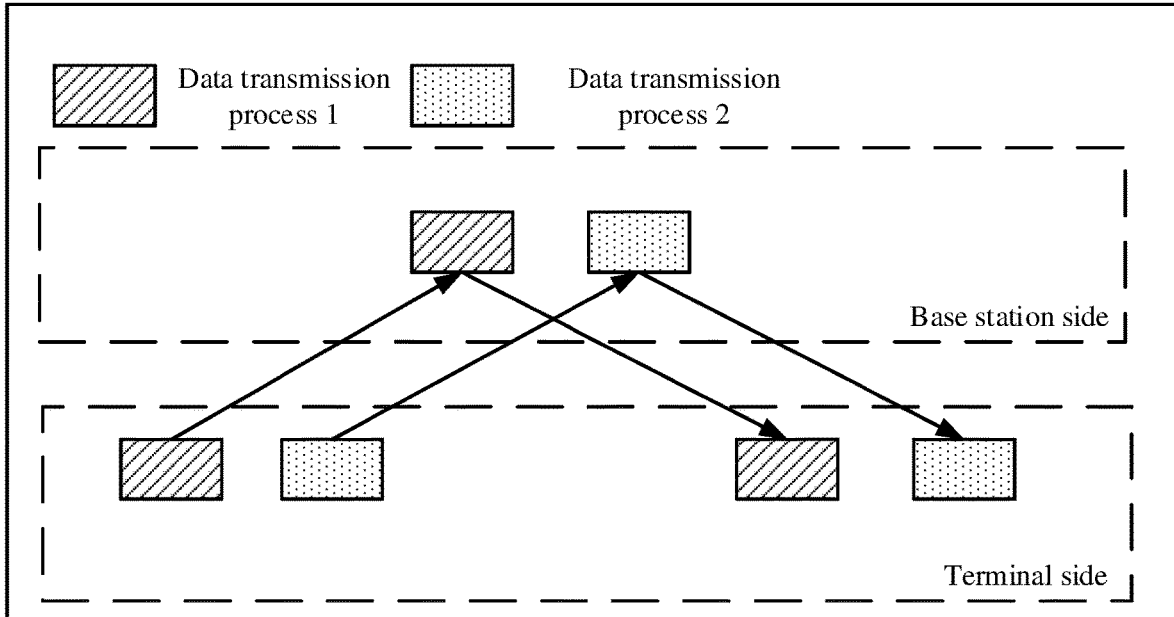 Data transmission
process 1
Data transmission
process 2
Base station side
Terminal side